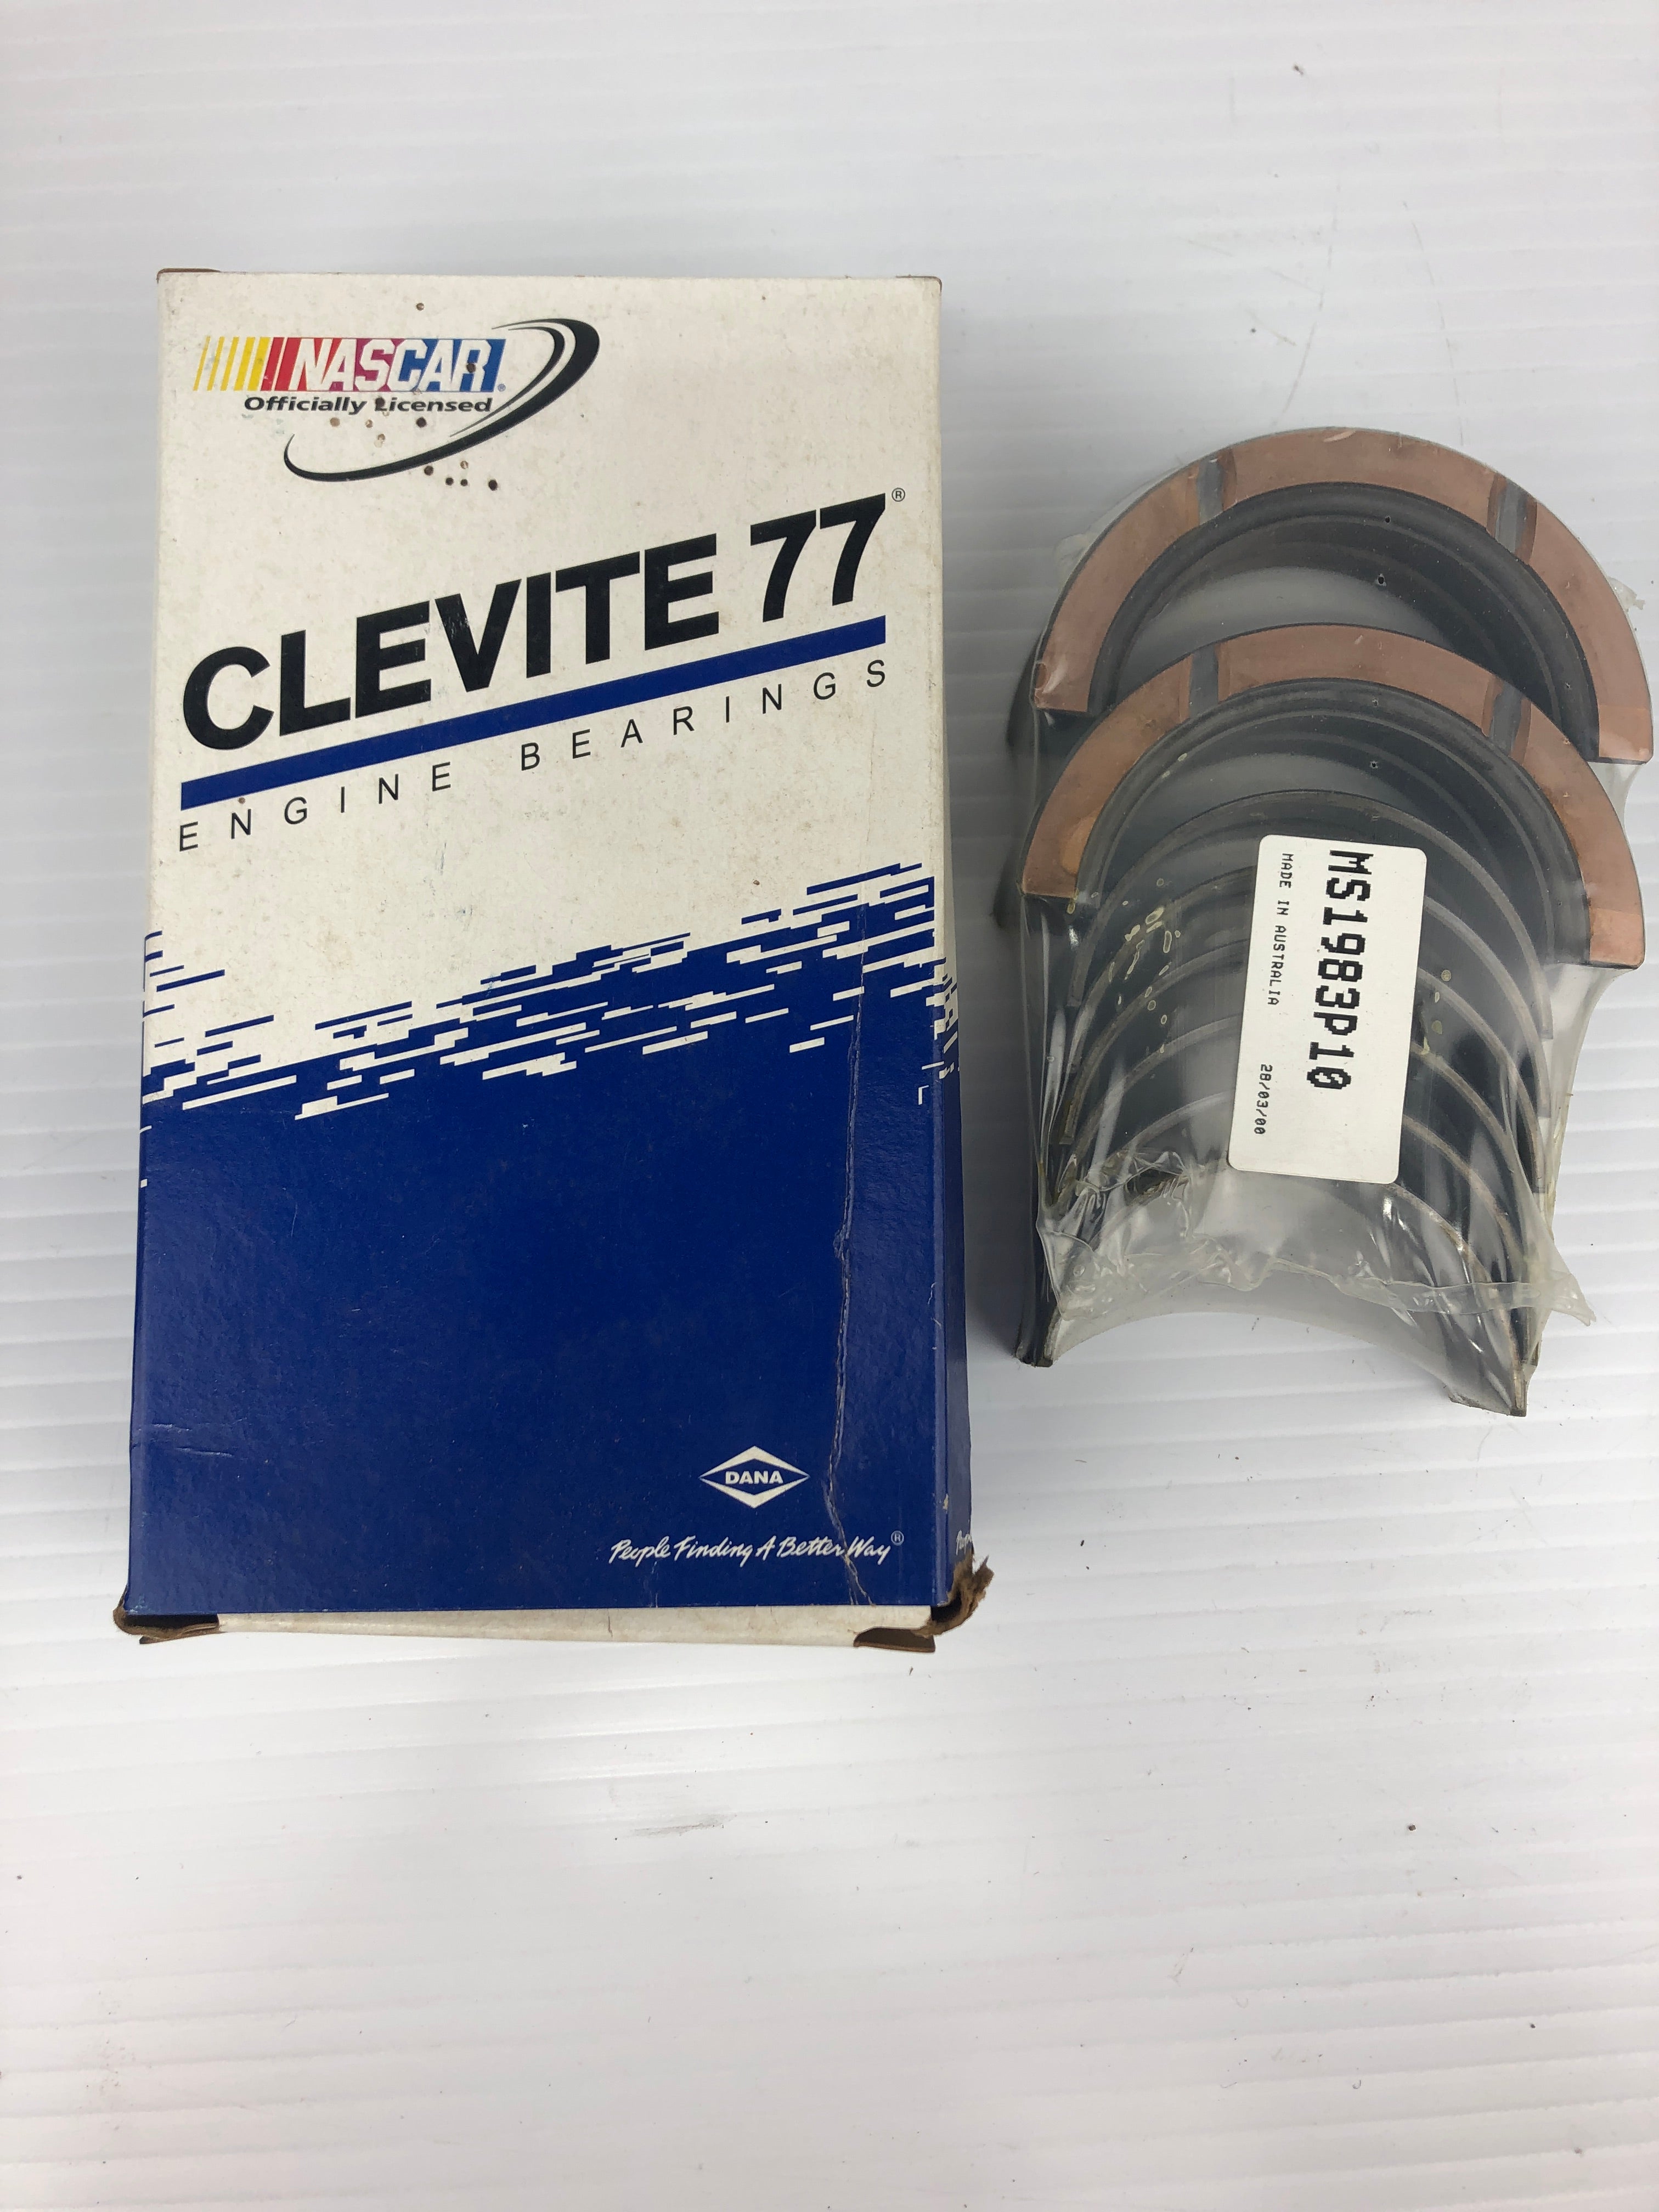 NASCAR®
Officially Licensed
CLEVITE 77®
ENGINE BEARINGS
DANA
People Finding A Better Way®
MS1983P10
MADE IN AUSTRALIA 28/03/00